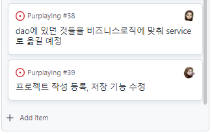 Purplaying #38
dao에 있던 것들을 비즈니스로직에 맞춰 service
로 옮길 예정
Purplaying #39
프로젝트 작성 등록, 저장 기능 수정
+ Add item